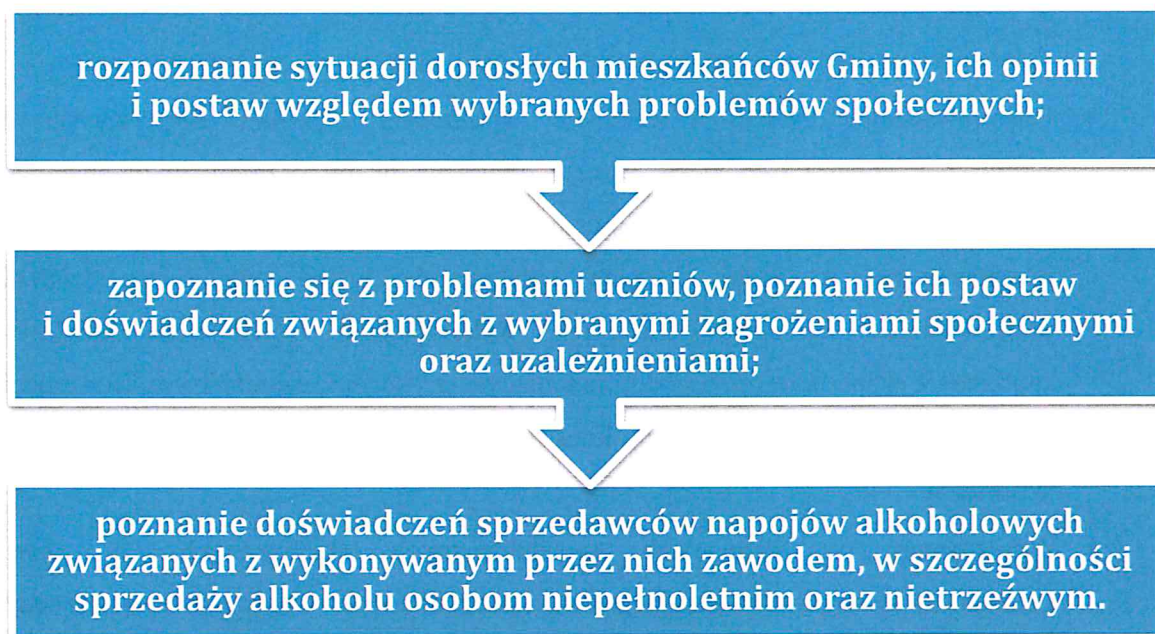 rozpoznanie sytuacji dorosłych mieszkańców Gminy, ich opinii
i postaw względem wybranych problemów społecznych;
zapoznanie się z problemami uczniów, poznanie ich postaw
i doświadczeń związanych z wybranymi zagrożeniami społecznymi
oraz uzależnieniami;
poznanie doświadczeń sprzedawców napojów alkoholowych
związanych z wykonywanym przez nich zawodem, w szczególności
sprzedaży alkoholu osobom niepełnoletnim oraz nietrzeźwym.